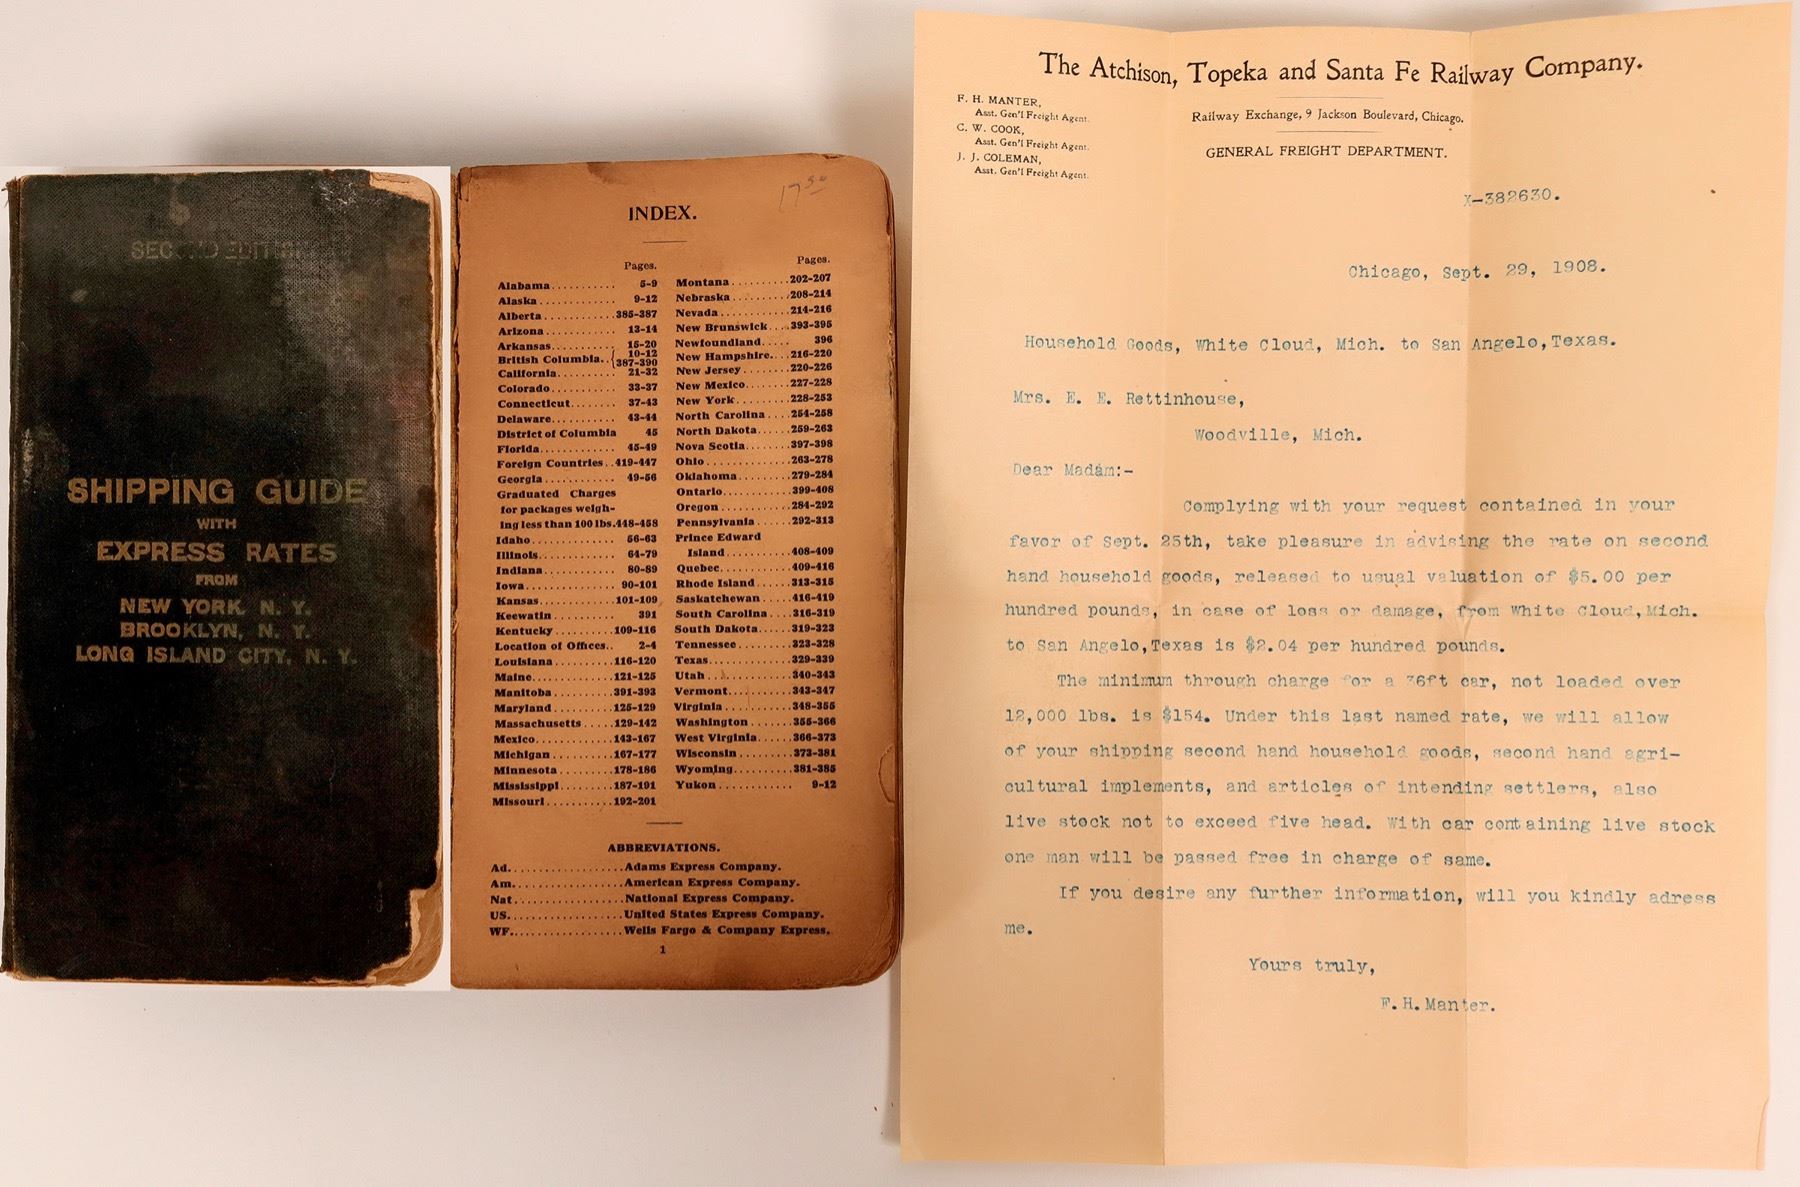 SECOND EDITION
SHIPPING GUIDE
WITH
EXPRESS RATES
FROM
NEW YORK, N. Y.
BROOKLYN, N. Y.
LONG ISLAND CITY, N. Y.
17 50
INDEX.
Pages.
Alabama........... 5-9
Alaska............ 9-12
Alberta...........385-387
Arizona........... 13-14
Arkansas.......... 15-20
British Columbia..{ 10-12
387-390
California........ 21-32
Colorado.......... 33-37
Connecticut....... 37-43
Delaware.......... 43-44
District of Columbia 45
Florida........... 45-49
Foreign Countries..419-447
Georgia........... 49-56
Graduated Charges
for packages weigh-
ing less than 100 lbs.448-458
Idaho............. 56-63
Illinois.......... 64-79
Indiana........... 80-89
Iowa.............. 90-101
Kansas............101-109
Keewatin.......... 391
Kentucky..........109-116
Location of Offices.. 2-4
Louisiana.........116-120
Maine.............121-125
Manitoba..........391-393
Maryland..........125-129
Massachusetts.....129-142
Mexico............143-167
Michigan..........167-177
Minnesota.........178-186
Mississippi.......187-191
Missouri..........192-201
Pages.
Montana..........202-207
Nebraska.........208-214
Nevada...........214-216
New Brunswick....393-395
Newfoundland..... 396
New Hampshire...216-220
New Jersey.......220-226
New Mexico.......227-228
New York.........228-253
North Carolina...254-258
North Dakota.....259-263
Nova Scotia......397-398
Ohio.............263-278
Oklahoma.........279-284
Ontario..........399-408
Oregon...........284-292
Pennsylvania.....292-313
Prince Edward
Island.........408-409
Quebec...........409-416
Rhode Island.....313-315
Saskatchewan.....416-419
South Carolina...316-319
South Dakota.....319-323
Tennessee........323-328
Texas............329-339
Utah.............340-343
Vermont..........343-347
Virginia.........348-355
Washington.......355-366
West Virginia....366-373
Wisconsin........373-381
Wyoming..........381-385
Yukon............ 9-12
ABBREVIATIONS.
Ad....................Adams Express Company.
Am....................American Express Company.
Nat...................National Express Company.
US....................United States Express Company.
WF....................Wells Fargo & Company Express.
1
The Atchison, Topeka and Santa Fe Railway Company.
F. H. MANTER,
Asst. Gen'l Freight Agent.
C. W. COOK,
Asst. Gen'l Freight Agent.
J. J. COLEMAN,
Asst. Gen'l Freight Agent.
Railway Exchange, 9 Jackson Boulevard, Chicago.
GENERAL FREIGHT DEPARTMENT.
X-382630.
Chicago, Sept. 29, 1908.
Household Goods, White Cloud, Mich. to San Angelo,Texas.
Mrs. E. E. Rettinhouse,
Woodville, Mich.
Dear Madam:-
Complying with your request contained in your
favor of Sept. 25th, take pleasure in advising the rate on second
hand household goods, released to usual valuation of $5.00 per
hundred pounds, in case of loss or damage, from White Cloud,Mich.
to San Angelo,Texas is $2.04 per hundred pounds.
The minimum through charge for a 36ft car, not loaded over
12,000 lbs. is $154. Under this last named rate, we will allow
of your shipping second hand household goods, second hand agri-
cultural implements, and articles of intending settlers, also
live stock not to exceed five head. With car containing live stock
one man will be passed free in charge of same.
If you desire any further information, will you kindly adress
me.
Yours truly,
F.H.Manter.